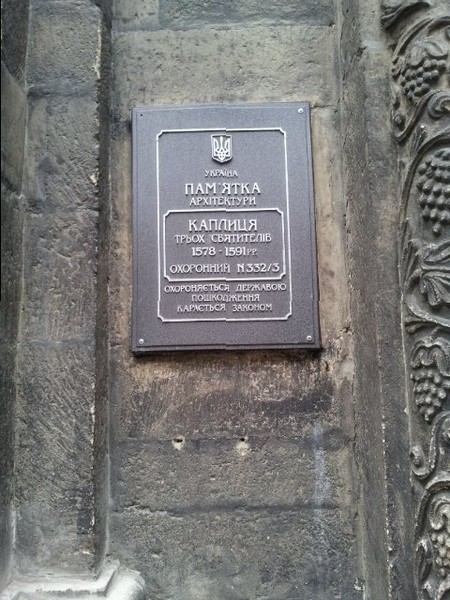 УКРАЇНА
ПАМ'ЯТКА
АРХІТЕКТУРИ
КАПЛИЦЯ
ТРЬОХ СВЯТИТЕЛІВ
1578 - 1591 РР.
ОХОРОННИЙ N 332/3
ОХОРОНЯЄТЬСЯ ДЕРЖАВОЮ
ПОШКОДЖЕННЯ
КАРАЄТЬСЯ ЗАКОНОМ